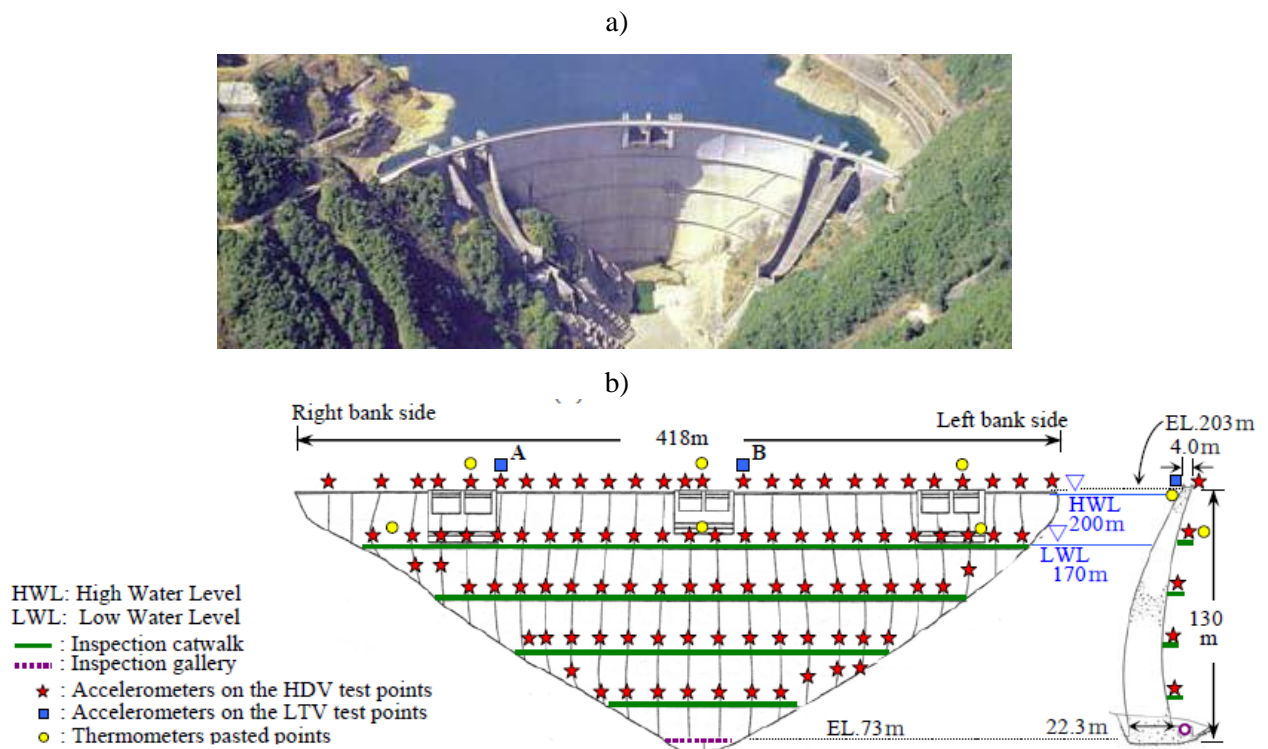 a)
b)
Right bank side
Left bank side
418m
EL.203m
4.0m
A
B
HWL
200m
LWL
170m
HWL: High Water Level
LWL: Low Water Level
: Inspection catwalk
: Inspection gallery
: Accelerometers on the HDV test points
: Accelerometers on the LTV test points
: Thermometers pasted points
130
m
EL.73m
22.3m